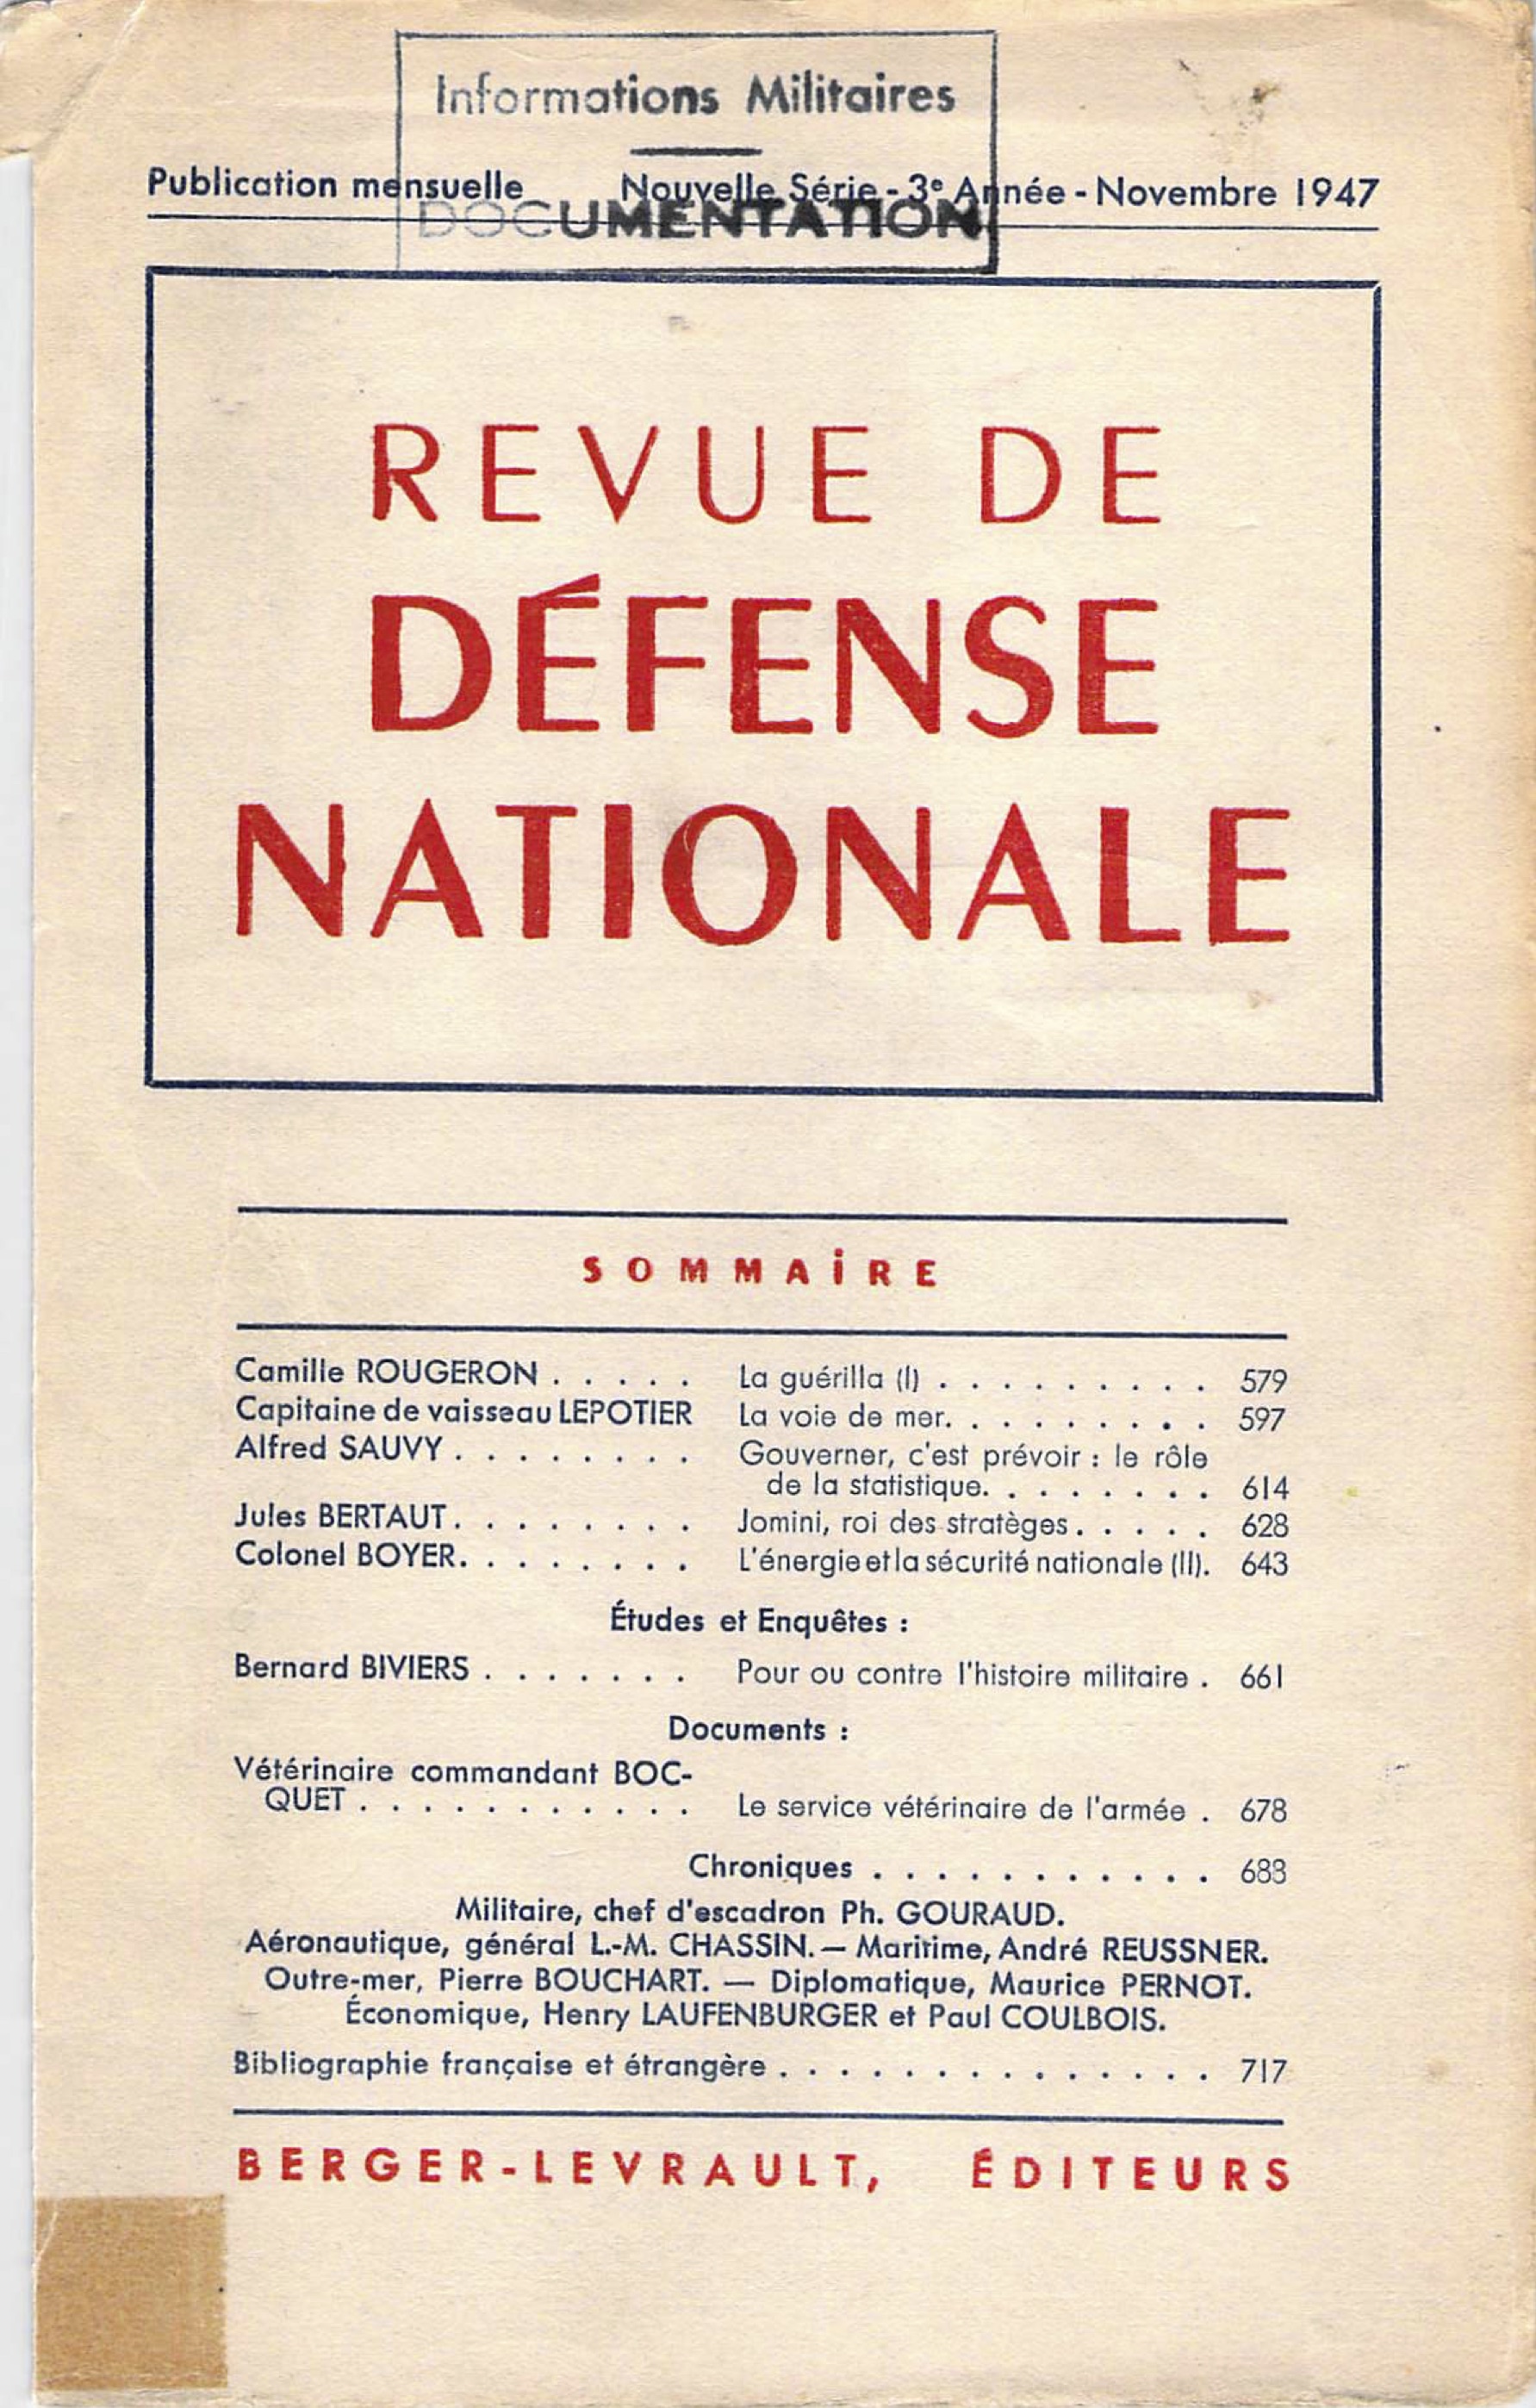 Informations Militaires
Publication mensuelle Nouvelle Série - 3e Année - Novembre 1947
DOCUMENTATION
REVUE DE
DÉFENSE
NATIONALE
SOMMAIRE
Camille ROUGERON . . . . . La guérilla (I) . . . . . . . . . 579
Capitaine de vaisseau LEPOTIER La voie de mer. . . . . . . . . 597
Alfred SAUVY . . . . . . . . Gouverner, c'est prévoir : le rôle
de la statistique. . . . . . . . 614
Jules BERTAUT. . . . . . . . Jomini, roi des stratèges. . . . . 628
Colonel BOYER. . . . . . . . L'énergie et la sécurité nationale (II). 643
Études et Enquêtes :
Bernard BIVIERS . . . . . . . Pour ou contre l'histoire militaire . 661
Documents :
Vétérinaire commandant BOC-
QUET . . . . . . . . . . . Le service vétérinaire de l'armée . 678
Chroniques . . . . . . . . . . . 683
Militaire, chef d'escadron Ph. GOURAUD.
Aéronautique, général L.-M. CHASSIN. — Maritime, André REUSSNER.
Outre-mer, Pierre BOUCHART. — Diplomatique, Maurice PERNOT.
Économique, Henry LAUFENBURGER et Paul COULBOIS.
Bibliographie française et étrangère . . . . . . . . . . . . . . 717
BERGER-LEVRAULT, ÉDITEURS